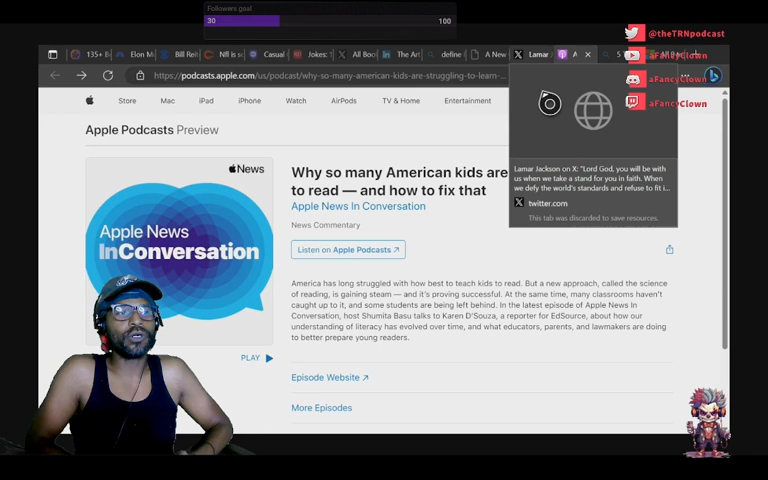 Followers goal
30
100
@theTRNpodcast
aFancyClown
aFancyClown
aFancyClown
135+ B
Elon M
Bill Rei
Nfl is s
Casual
Jokes:
All Boo
The Art
define
A New
Lamar
A
https://podcasts.apple.com/us/podcast/why-so-many-american-kids-are-struggling-to-learn-...
Store
Mac
iPad
iPhone
Watch
AirPods
TV & Home
Entertainment
Lamar Jackson on X: "Lord God, you will be with
us when we take a stand for you in faith. When
we defy the world's standards and refuse to fit i...
twitter.com
This tab was discarded to save resources.
Apple Podcasts Preview
News
Apple News
InConversation
Why so many American kids are
to read — and how to fix that
Apple News In Conversation
News Commentary
Listen on Apple Podcasts ↗
America has long struggled with how best to teach kids to read. But a new approach, called the science
of reading, is gaining steam — and it's proving successful. At the same time, many classrooms haven't
caught up to it, and some students are being left behind. In the latest episode of Apple News In
Conversation, host Shumita Basu talks to Karen D'Souza, a reporter for EdSource, about how our
understanding of literacy has evolved over time, and what educators, parents, and lawmakers are doing
to better prepare young readers.
PLAY
Episode Website ↗
More Episodes